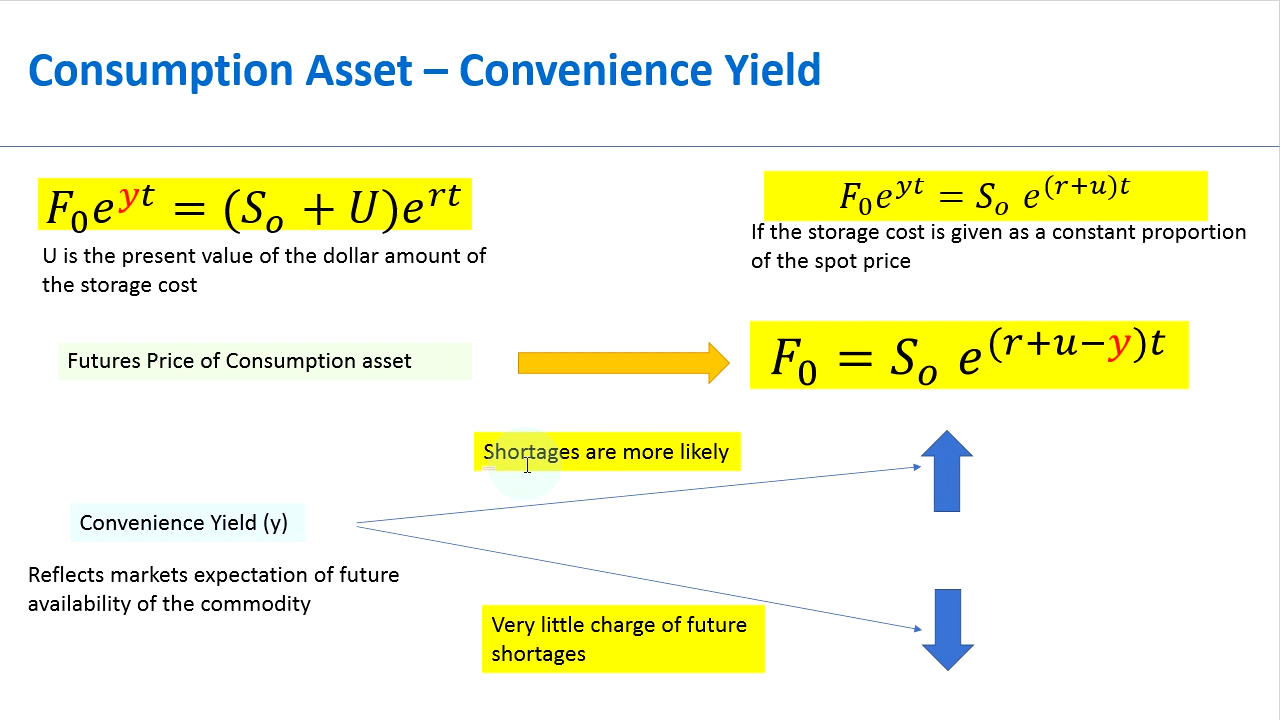 Consumption Asset – Convenience Yield
F₀e^{yt} = (Sₒ + U)e^{rt}
U is the present value of the dollar amount of
the storage cost
F₀e^{yt} = Sₒ e^{(r+u)t}
If the storage cost is given as a constant proportion
of the spot price
Futures Price of Consumption asset
F₀ = Sₒ e^{(r+u−y)t}
Shortages are more likely
Convenience Yield (y)
Reflects markets expectation of future
availability of the commodity
Very little charge of future
shortages